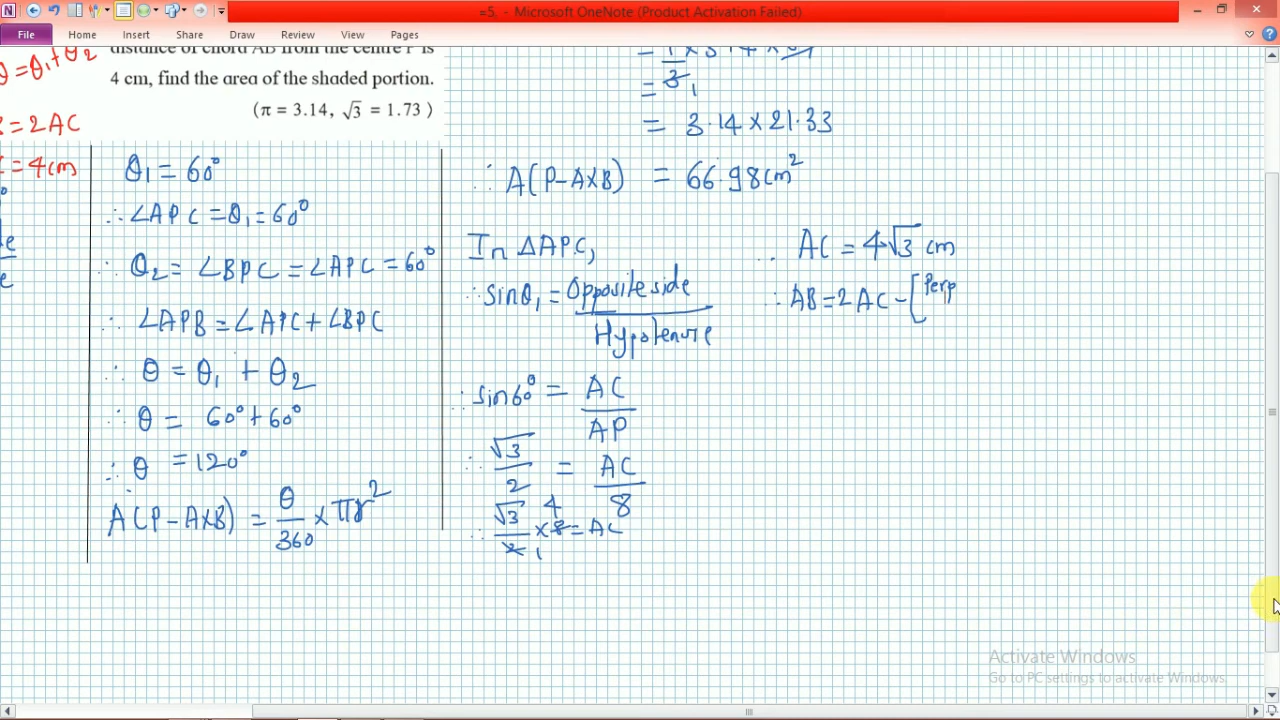 =5. - Microsoft OneNote (Product Activation Failed)
File Home Insert Share Draw Review View Pages
θ = θ₁ + θ₂
distance of chord AB from the centre P is
4 cm, find the area of the shaded portion.
(π = 3.14, √3 = 1.73 )
= 2AC
= 4cm
θ₁ = 60°
∴ ∠APC = θ₁ = 60°
∴ θ₂ = ∠BPC = ∠APC = 60°
∴ ∠APB = ∠APC + ∠BPC
∴ θ = θ₁ + θ₂
∴ θ = 60° + 60°
∴ θ = 120°
A(P-AXB) = θ/360 × πr²
=
= 3.14 × 21.33
∴ A(P-AXB) = 66.98 cm²
In ΔAPC,
∴ sinθ₁ = Opposite side / Hypotenuse
∴ sin60° = AC/AP
∴ √3/2 = AC/8
∴ √3/2 1 × 8 4 = AC
∴ AC = 4√3 cm
∴ AB = 2AC - [Perp
Activate Windows
Go to PC settings to activate Windows.